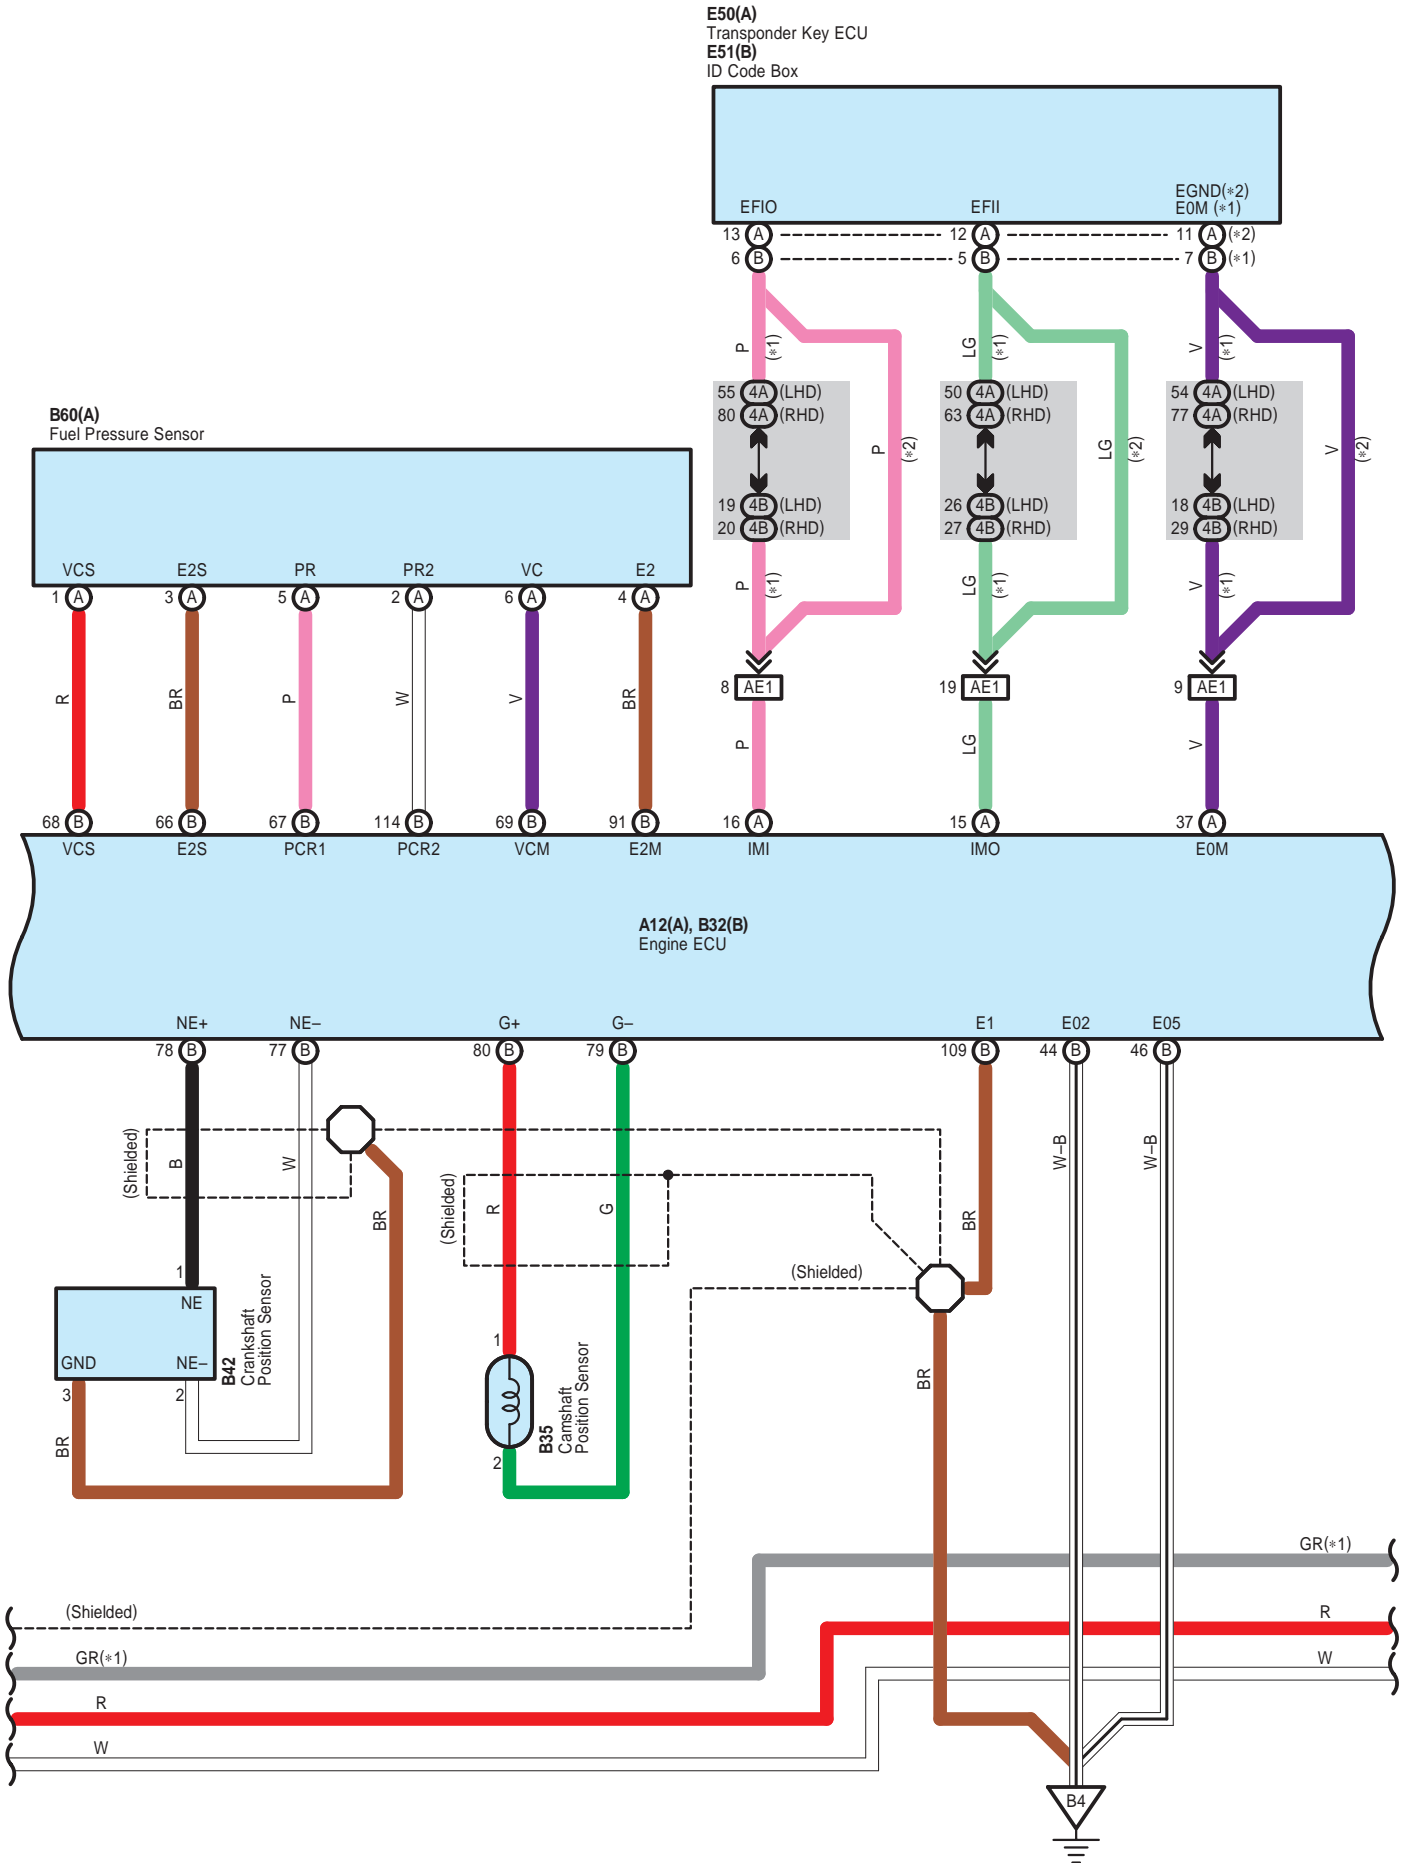 E50(A)
Transponder Key ECU
E51(B)
ID Code Box
EGND(∗2)
EFIO EFII E0M (∗1)
13 A 12 A 11 A (∗2)
6 B 5 B 7 B (∗1)
P (∗1) LG (∗1) V (∗1)
55 4A (LHD) 50 4A (LHD) 54 4A (LHD)
80 4A (RHD) 63 4A (RHD) 77 4A (RHD)
P (∗2) LG (∗2) V (∗2)
19 4B (LHD) 26 4B (LHD) 18 4B (LHD)
20 4B (RHD) 27 4B (RHD) 29 4B (RHD)
P (∗1) LG (∗1) V (∗1)
8 AE1 19 AE1 9 AE1
P LG V
B60(A)
Fuel Pressure Sensor
VCS E2S PR PR2 VC E2
1 A 3 A 5 A 2 A 6 A 4 A
R BR P W V BR
68 B 66 B 67 B 114 B 69 B 91 B 16 A 15 A 37 A
VCS E2S PCR1 PCR2 VCM E2M IMI IMO E0M
A12(A), B32(B)
Engine ECU
NE+ NE– G+ G– E1 E02 E05
78 B 77 B 80 B 79 B 109 B 44 B 46 B
(Shielded) B W BR
(Shielded) R G
BR W–B W–B
(Shielded)
1
NE
GND NE–
3 2
B42
Crankshaft
Position Sensor
BR
1
2
B35
Camshaft
Position Sensor
BR
GR(∗1)
(Shielded) R
GR(∗1) W
R
W
B4